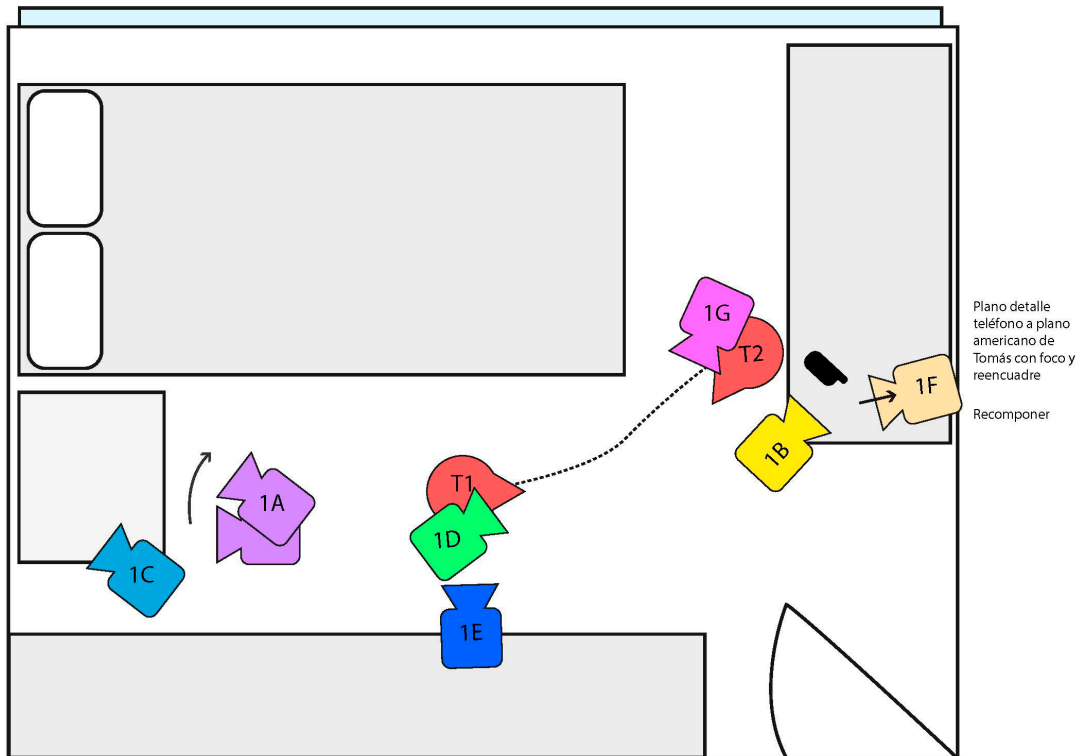 1G
T2
Plano detalle
teléfono a plano
americano de
Tomás con foco y
reencuadre
Recomponer
1F
1B
T1
1A
1D
1C
1E